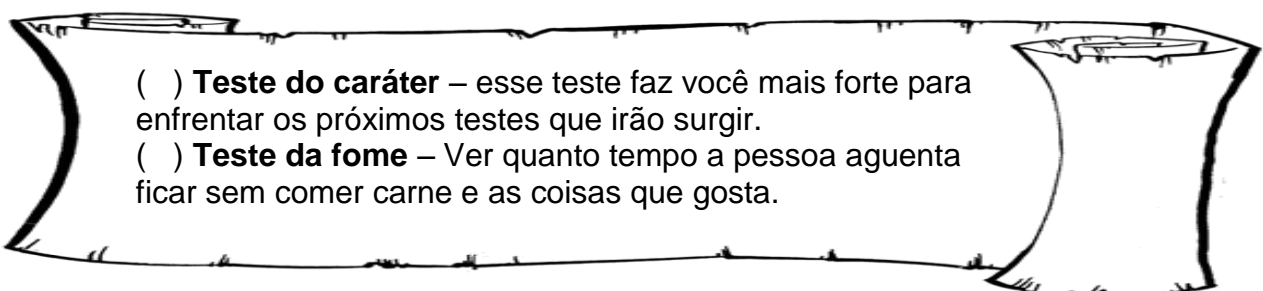 (   ) Teste do caráter – esse teste faz você mais forte para
enfrentar os próximos testes que irão surgir.
(   ) Teste da fome – Ver quanto tempo a pessoa aguenta
ficar sem comer carne e as coisas que gosta.